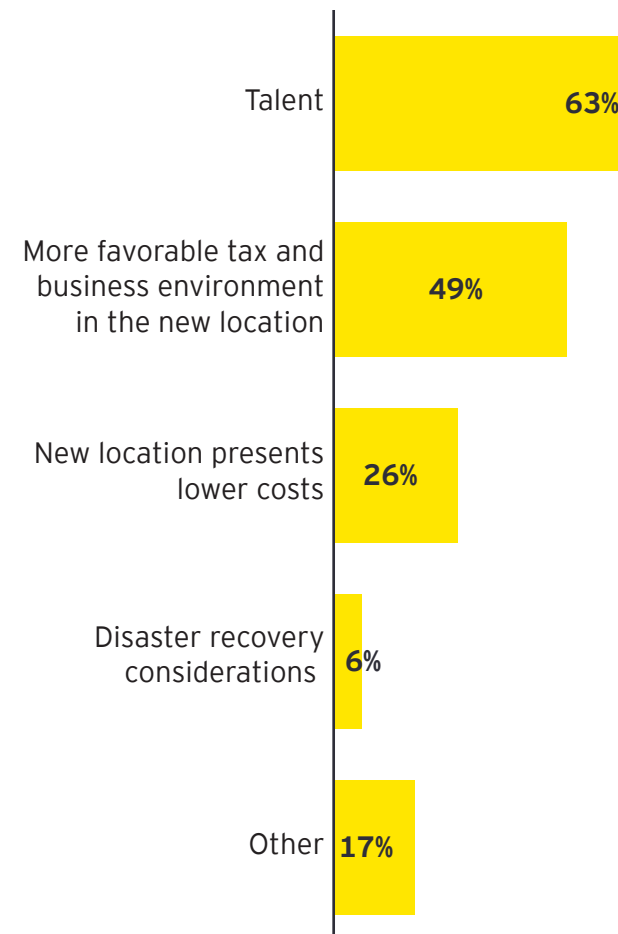 Talent
63%
More favorable tax and
business environment
in the new location
49%
New location presents
lower costs
26%
Disaster recovery
considerations
6%
Other
17%